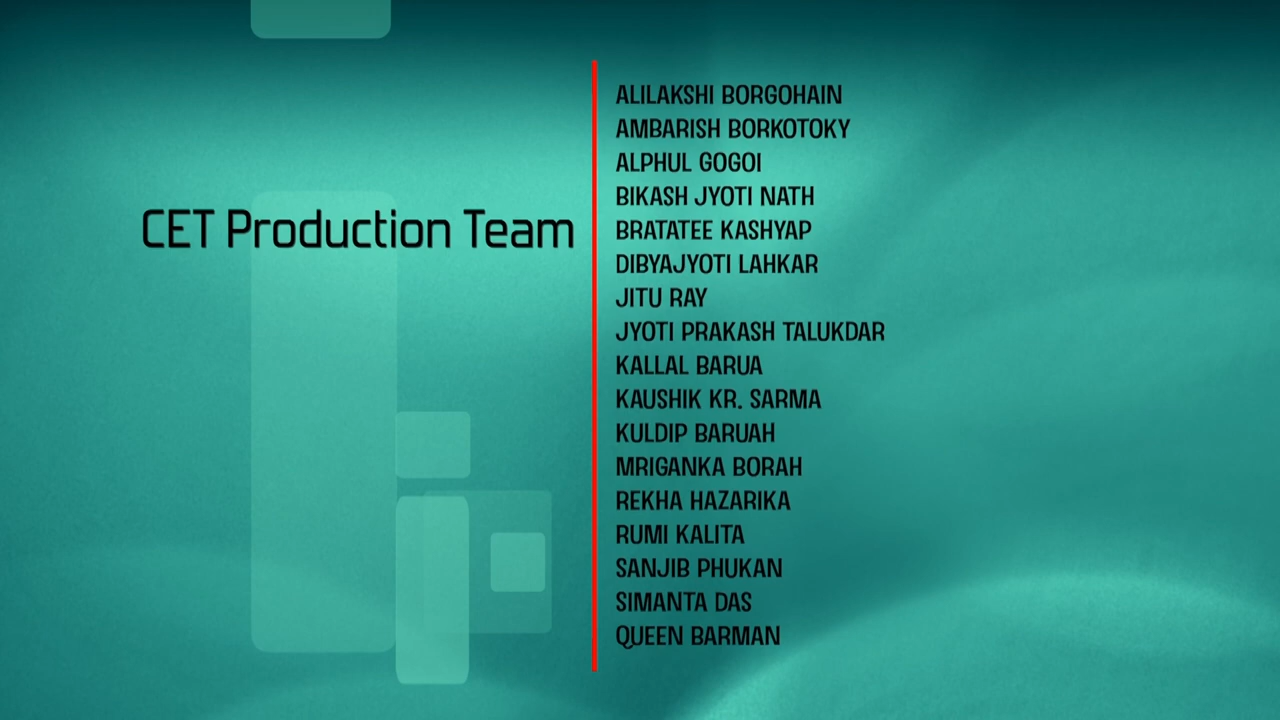 CET Production Team
ALILAKSHI BORGOHAIN
AMBARISH BORKOTOKY
ALPHUL GOGOI
BIKASH JYOTI NATH
BRATATEE KASHYAP
DIBYAJYOTI LAHKAR
JITU RAY
JYOTI PRAKASH TALUKDAR
KALLAL BARUA
KAUSHIK KR. SARMA
KULDIP BARUAH
MRIGANKA BORAH
REKHA HAZARIKA
RUMI KALITA
SANJIB PHUKAN
SIMANTA DAS
QUEEN BARMAN